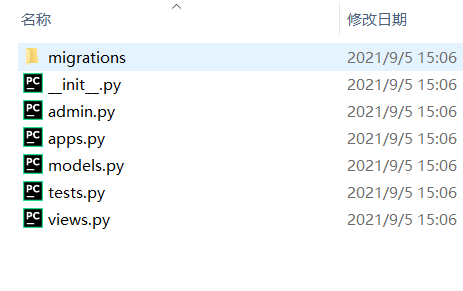 名称 修改日期
migrations 2021/9/5 15:06
PC __init__.py 2021/9/5 15:06
PC admin.py 2021/9/5 15:06
PC apps.py 2021/9/5 15:06
PC models.py 2021/9/5 15:06
PC tests.py 2021/9/5 15:06
PC views.py 2021/9/5 15:06